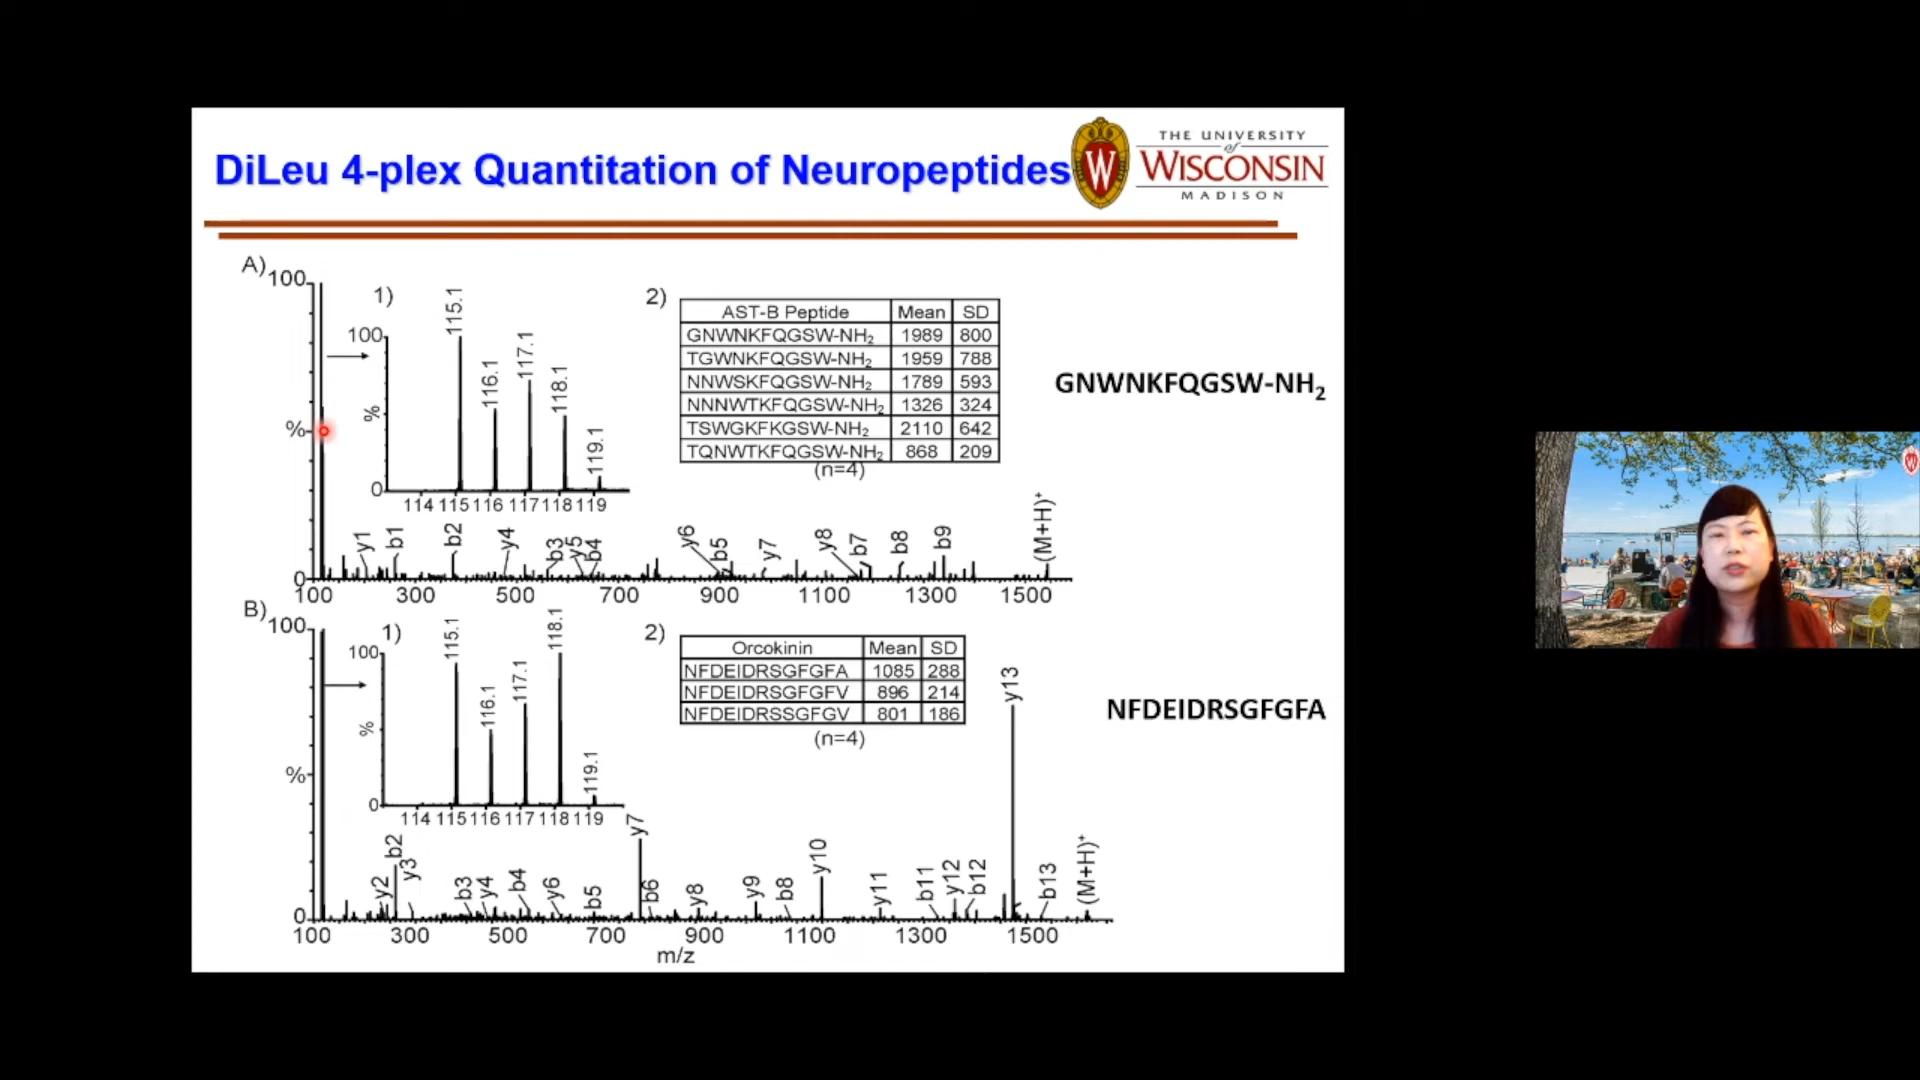 DiLeu 4-plex Quantitation of Neuropeptides
THE UNIVERSITY
of
WISCONSIN
MADISON
W
A)
100
%
0
1)
100
%
0
115.1
116.1
117.1
118.1
119.1
114 115 116 117 118 119
2)
AST-B Peptide Mean SD
GNWNKFQGSW-NH₂ 1989 800
TGWNKFQGSW-NH₂ 1959 788
NNWSKFQGSW-NH₂ 1789 593
NNNWTKFQGSW-NH₂ 1326 324
TSWGKFKGSW-NH₂ 2110 642
TQNWTKFQGSW-NH₂ 868 209
(n=4)
GNWNKFQGSW-NH₂
y1 b1 b2 y4 b3 y5 b4 y6 b5 y7 y8 b7 b8 b9 (M+H)⁺
100 300 500 700 900 1100 1300 1500
B)
100
%
0
1)
100
%
0
115.1
116.1
117.1
118.1
119.1
114 115 116 117 118 119
2)
Orcokinin Mean SD
NFDEIDRSGFGFA 1085 288
NFDEIDRSGFGFV 896 214
NFDEIDRSSGFGV 801 186
(n=4)
NFDEIDRSGFGFA
y2 b2 y3 b3 y4 b4 y6 b5 y7 b6 y8 y9 b8 y10 y11 b11 y12 b12 y13 b13 (M+H)⁺
100 300 500 700 900 1100 1300 1500
m/z